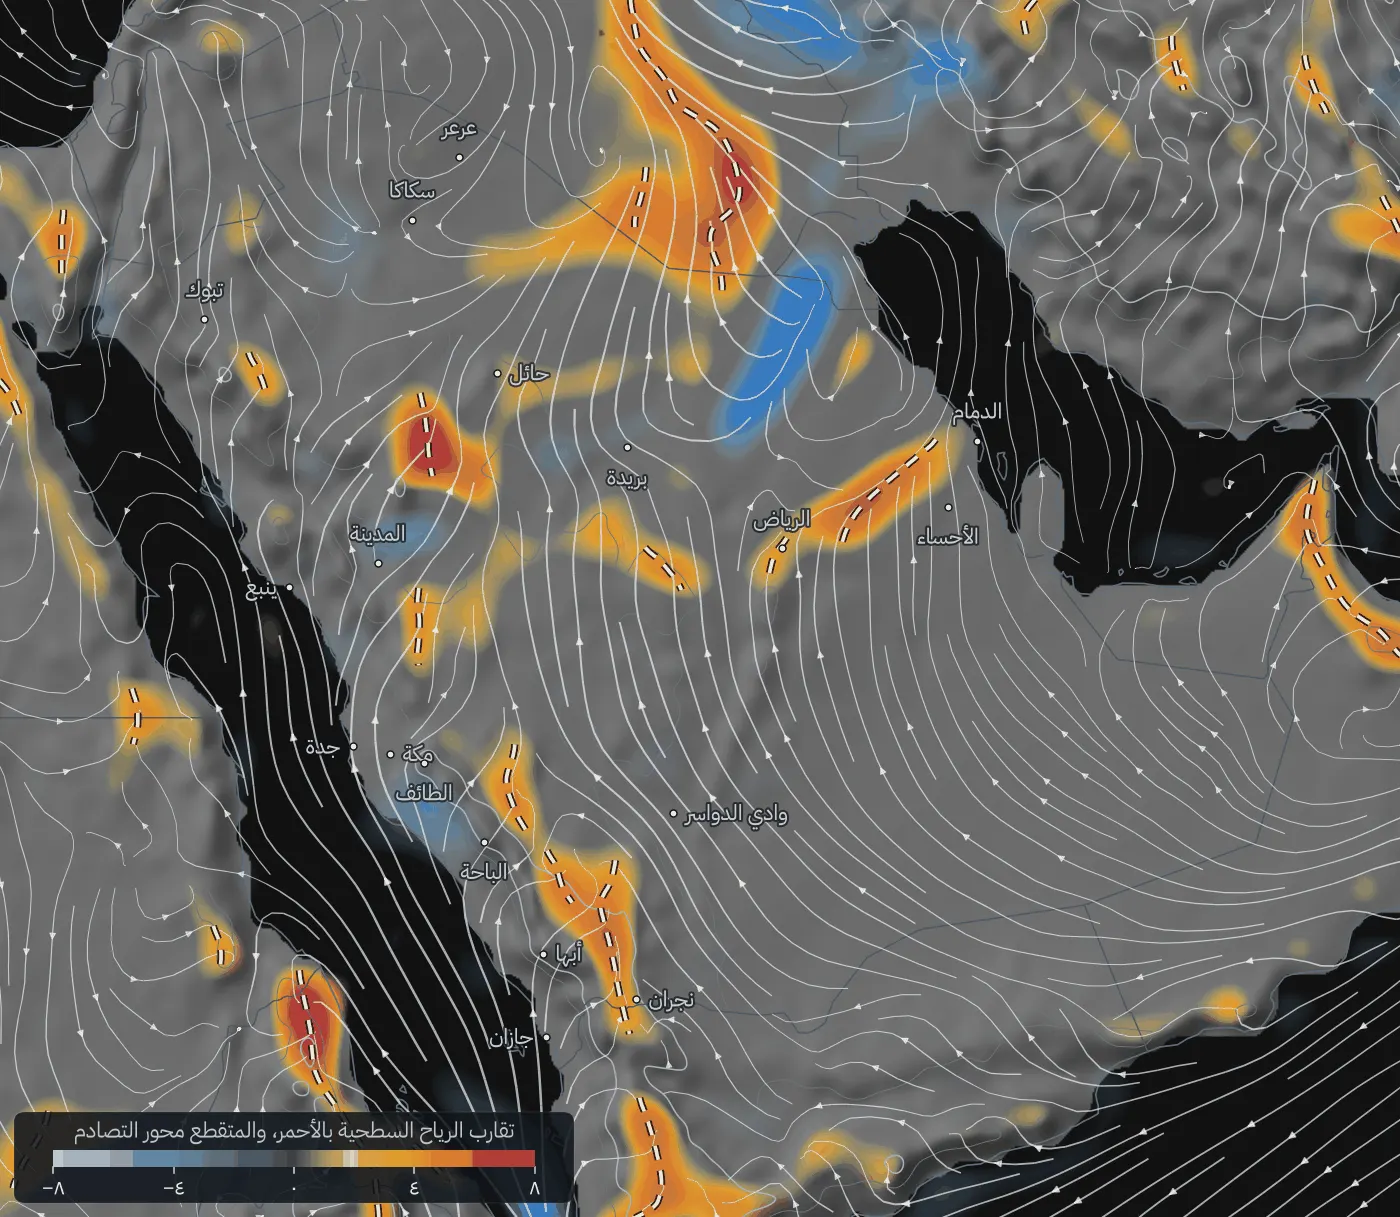 عرعر
سكاكا
تبوك
حائل
الدمام
بريدة
الرياض
المدينة
الأحساء
ينبع
جدة
مكة
الطائف
وادي الدواسر
الباحة
أبها
نجران
جازان
تقارب الرياح السطحية بالأحمر، والمتقطع محور التصادم
−٨ −٤ ٠ ٤ ٨